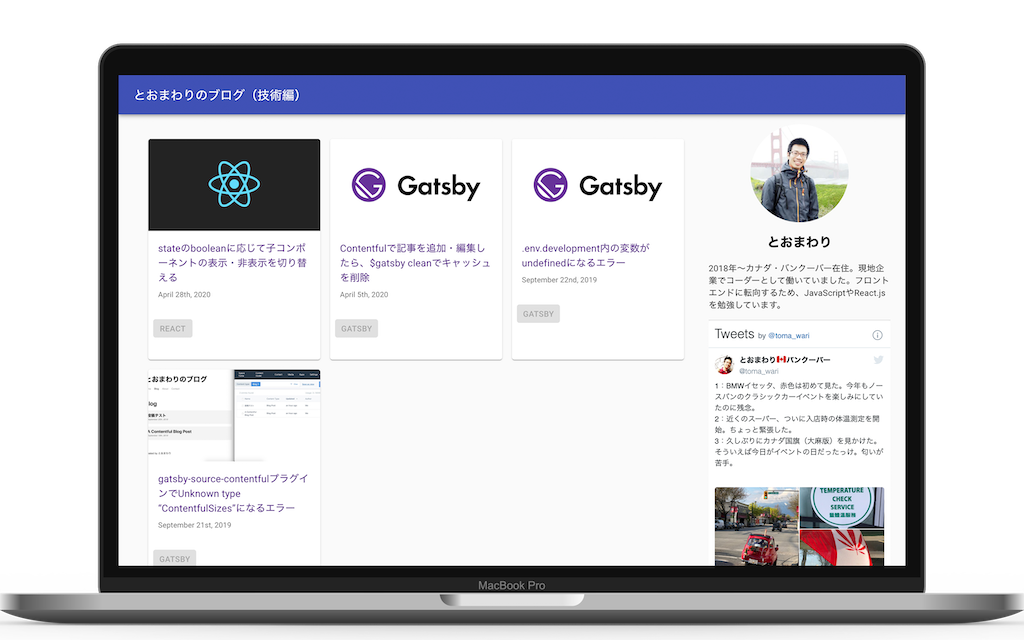 とおまわりのブログ（技術編）
stateのbooleanに応じて子コンポ
ーネントの表示・非表示を切り替
える
April 28th, 2020
REACT
Gatsby
Contentfulで記事を追加・編集し
たら、$gatsby cleanでキャッシュ
を削除
April 5th, 2020
GATSBY
Gatsby
.env.development内の変数が
undefinedになるエラー
September 22nd, 2019
GATSBY
とおまわりのブログ
A Contentful Blog Post
gatsby-source-contentfulプラグイ
ンでUnknown type
“ContentfulSizes”になるエラー
September 21st, 2019
GATSBY
とおまわり
2018年〜カナダ・バンクーバー在住。現地企
業でコーダーとして働いていました。フロント
エンドに転向するため、JavaScriptやReact.js
を勉強しています。
Tweets by @toma_wari
とおまわり🇨🇦バンクーバー
@toma_wari
1：BMWイセッタ、赤色は初めて見た。今年もノー
スバンのクラシックカーイベントを楽しみにしてい
たのに残念。
2：近くのスーパー、ついに入店時の体温測定を開
始。ちょっと緊張した。
3：久しぶりにカナダ国旗（大麻版）を見かけた。
そういえば今日がイベントの日だったっけ。匂いが
苦手。
TEMPERATURE
CHECK
SERVICE
MacBook Pro